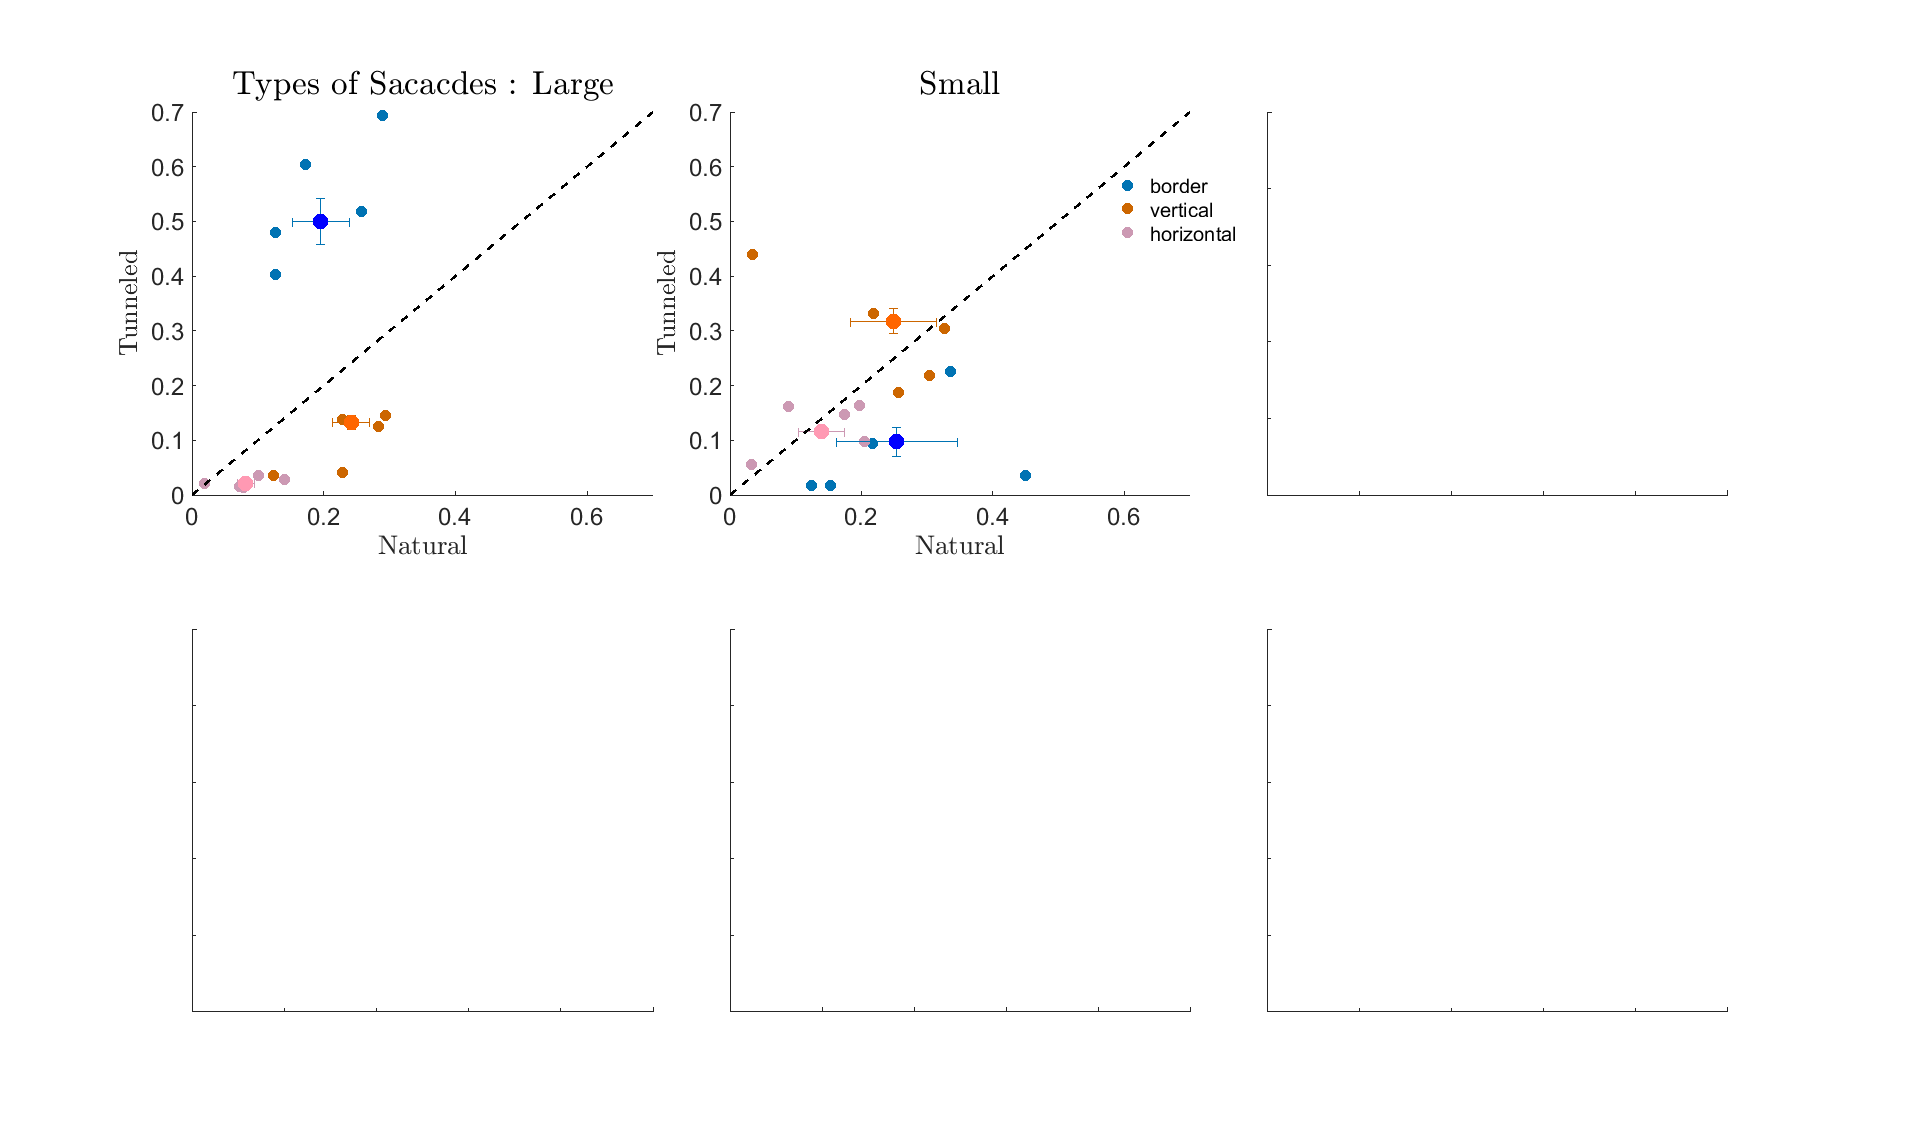 Types of Sacacdes : Large
0.7
0.6
0.5
0.4
0.3
0.2
0.1
0
Tunneled
0 0.2 0.4 0.6
Natural
Small
0.7
0.6
0.5
0.4
0.3
0.2
0.1
0
Tunneled
0 0.2 0.4 0.6
Natural
border
vertical
horizontal